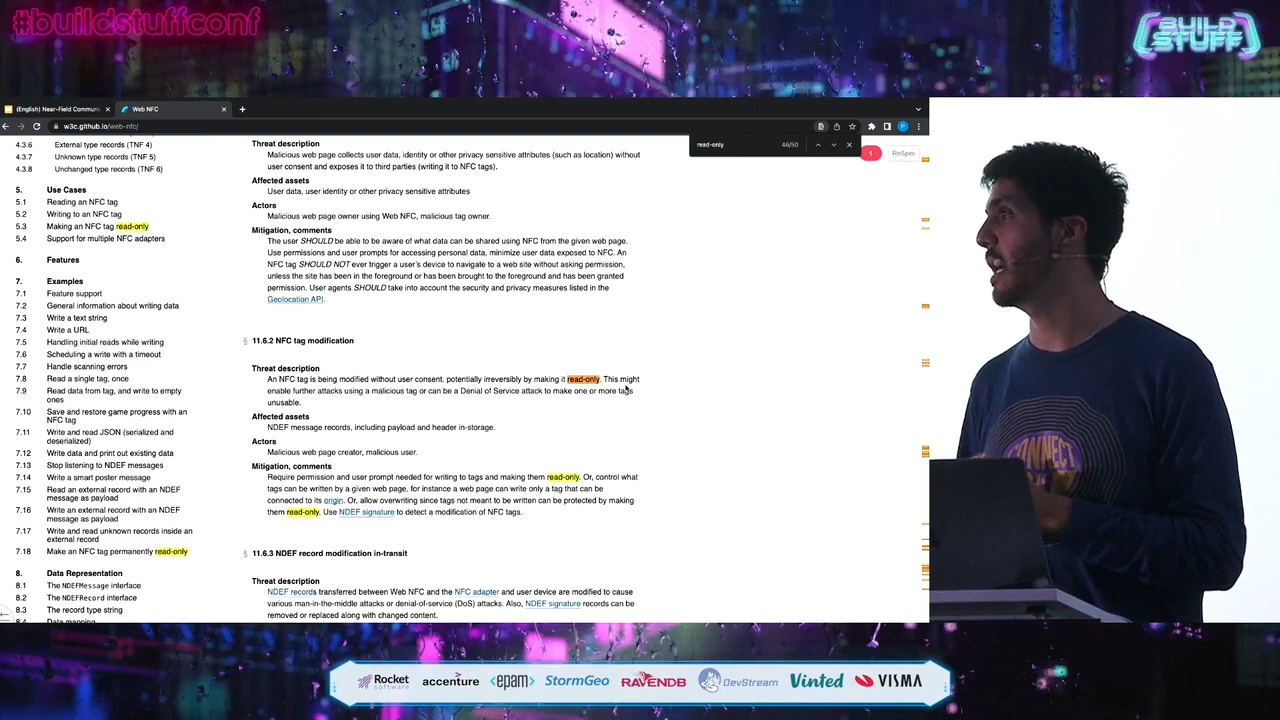 #buildstuffconf
BUILD
STUFF
(English) Near-Field Communic
Web NFC
w3c.github.io/web-nfc/
read-only
46/50
1
ReSpec
4.3.6 External type records (TNF 4)
4.3.7 Unknown type records (TNF 5)
4.3.8 Unchanged type records (TNF 6)
5. Use Cases
5.1 Reading an NFC tag
5.2 Writing to an NFC tag
5.3 Making an NFC tag read-only
5.4 Support for multiple NFC adapters
6. Features
7. Examples
7.1 Feature support
7.2 General information about writing data
7.3 Write a text string
7.4 Write a URL
7.5 Handling initial reads while writing
7.6 Scheduling a write with a timeout
7.7 Handle scanning errors
7.8 Read a single tag, once
7.9 Read data from tag, and write to empty
ones
7.10 Save and restore game progress with an
NFC tag
7.11 Write and read JSON (serialized and
deserialized)
7.12 Write data and print out existing data
7.13 Stop listening to NDEF messages
7.14 Write a smart poster message
7.15 Read an external record with an NDEF
message as payload
7.16 Write an external record with an NDEF
message as payload
7.17 Write and read unknown records inside an
external record
7.18 Make an NFC tag permanently read-only
8. Data Representation
8.1 The NDEFMessage interface
8.2 The NDEFRecord interface
8.3 The record type string
8.4 Data mapping
Threat description
Malicious web page collects user data, identity or other privacy sensitive attributes (such as location) without
user consent and exposes it to third parties (writing it to NFC tags).
Affected assets
User data, user identity or other privacy sensitive attributes
Actors
Malicious web page owner using Web NFC, malicious tag owner.
Mitigation, comments
The user SHOULD be able to be aware of what data can be shared using NFC from the given web page.
Use permissions and user prompts for accessing personal data, minimize user data exposed to NFC. An
NFC tag SHOULD NOT ever trigger a user's device to navigate to a web site without asking permission,
unless the site has been in the foreground or has been brought to the foreground and has been granted
permission. User agents SHOULD take into account the security and privacy measures listed in the
Geolocation API.
§ 11.6.2 NFC tag modification
Threat description
An NFC tag is being modified without user consent, potentially irreversibly by making it read-only. This might
enable further attacks using a malicious tag or can be a Denial of Service attack to make one or more tags
unusable.
Affected assets
NDEF message records, including payload and header in-storage.
Actors
Malicious web page creator, malicious user.
Mitigation, comments
Require permission and user prompt needed for writing to tags and making them read-only. Or, control what
tags can be written by a given web page, for instance a web page can write only a tag that can be
connected to its origin. Or, allow overwriting since tags not meant to be written can be protected by making
them read-only. Use NDEF signature to detect a modification of NFC tags.
§ 11.6.3 NDEF record modification in-transit
Threat description
NDEF records transferred between Web NFC and the NFC adapter and user device are modified to cause
various man-in-the-middle attacks or denial-of-service (DoS) attacks. Also, NDEF signature records can be
removed or replaced along with changed content.
CONNECT
Rocket
software
accenture
<epam>
StormGeo
RAVENDB
DevStream
Vinted
VISMA